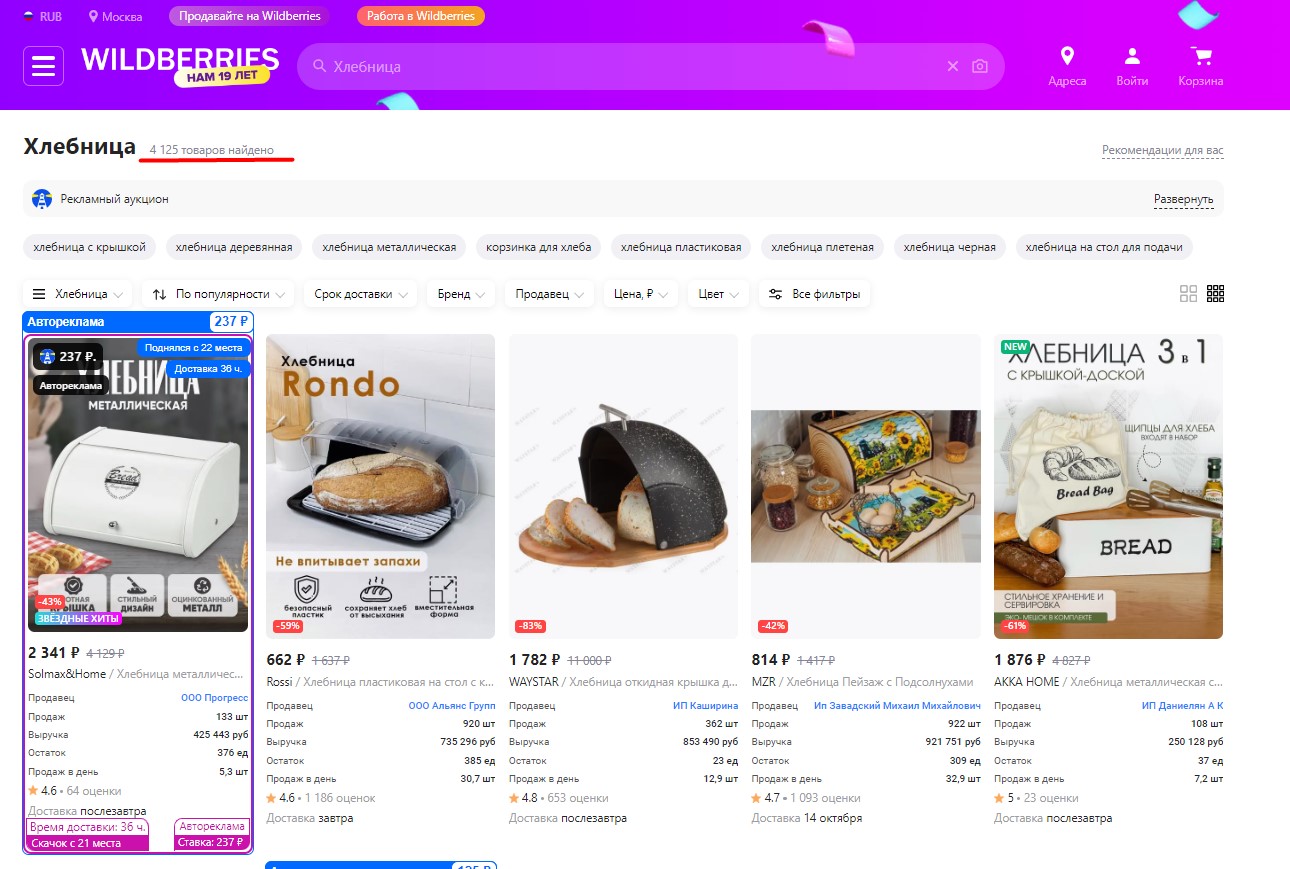 RUB
Москва
Продавайте на Wildberries
Работа в Wildberries
WILDBERRIES
НАМ 19 ЛЕТ
Хлебница
Адреса
Войти
Корзина
Хлебница
4 125 товаров найдено
Рекомендации для вас
Рекламный аукцион
Развернуть
хлебница с крышкой
хлебница деревянная
хлебница металлическая
корзинка для хлеба
хлебница пластиковая
хлебница плетеная
хлебница черная
хлебница на стол для подачи
Хлебница
По популярности
Срок доставки
Бренд
Продавец
Цена, ₽
Цвет
Все фильтры
Автореклама
237 ₽
237 ₽.
Поднялся с 22 места
Доставка 36 ч.
Автореклама
МЕТАЛЛИЧЕСКАЯ
Bread
СТИЛЬНЫЙ
ДИЗАЙН
ОЦИНКОВАННЫЙ
МЕТАЛЛ
-43%
ЗВЕЗДНЫЕ ХИТЫ
2 341 ₽ 4 129 ₽
Solmax&Home / Хлебница металличес...
Продавец ООО Прогресс
Продаж 133 шт
Выручка 425 443 руб
Остаток 376 ед
Продаж в день 5,3 шт
4.6 • 64 оценки
Доставка послезавтра
Время доставки: 36 ч.
Скачок с 21 места
Автореклама
Ставка: 237 ₽
Хлебница
Rondo
Не впитывает запахи
безопасный
пластик
сохраняет хлеб
от высыхания
вместительная
форма
-59%
662 ₽ 1 637 ₽
Rossi / Хлебница пластиковая на стол с к...
Продавец ООО Альянс Групп
Продаж 920 шт
Выручка 735 296 руб
Остаток 385 ед
Продаж в день 30,7 шт
4.6 • 1 186 оценок
Доставка завтра
-83%
1 782 ₽ 11 000 ₽
WAYSTAR / Хлебница откидная крышка д...
Продавец ИП Каширина
Продаж 362 шт
Выручка 853 490 руб
Остаток 23 ед
Продаж в день 12,9 шт
4.8 • 653 оценки
Доставка послезавтра
-42%
814 ₽ 1 417 ₽
MZR / Хлебница Пейзаж с Подсолнухами
Продавец Ип Завадский Михаил Михайлович
Продаж 922 шт
Выручка 921 751 руб
Остаток 309 ед
Продаж в день 32,9 шт
4.7 • 1 093 оценки
Доставка 14 октября
NEW
ХЛЕБНИЦА 3 в 1
С КРЫШКОЙ-ДОСКОЙ
ЩИПЦЫ ДЛЯ ХЛЕБА
ВХОДЯТ В НАБОР
Bread Bag
BREAD
СТИЛЬНОЕ ХРАНЕНИЕ И
СЕРВИРОВКА
ЭКО-МЕШОК В КОМПЛЕКТЕ
-61%
1 876 ₽ 4 827 ₽
AKKA HOME / Хлебница металлическая с...
Продавец ИП Даниелян А К
Продаж 108 шт
Выручка 250 128 руб
Остаток 37 ед
Продаж в день 7,2 шт
5 • 23 оценки
Доставка послезавтра